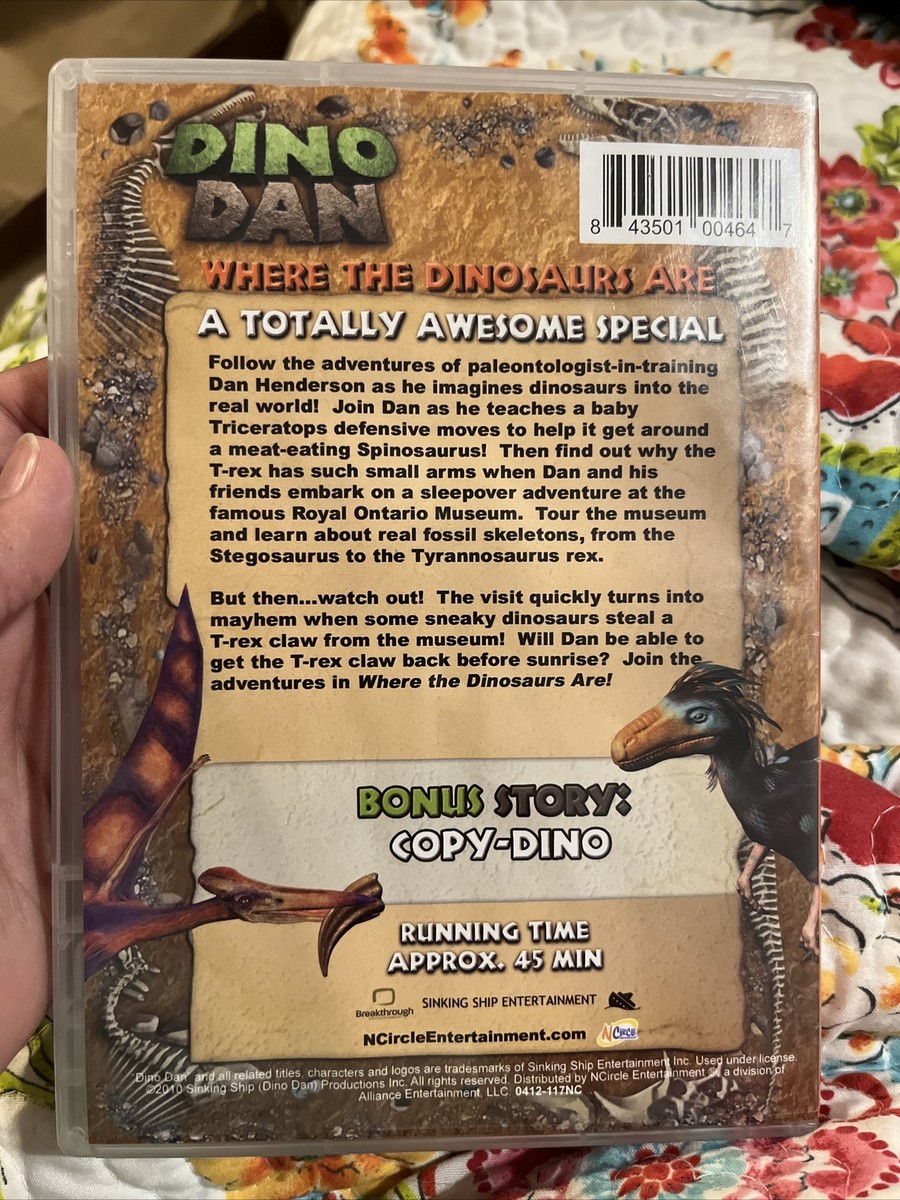 DINO
DAN
8 43501 00464 7
WHERE THE DINOSAURS ARE
A TOTALLY AWESOME SPECIAL
Follow the adventures of paleontologist-in-training
Dan Henderson as he imagines dinosaurs into the
real world! Join Dan as he teaches a baby
Triceratops defensive moves to help it get around
a meat-eating Spinosaurus! Then find out why the
T-rex has such small arms when Dan and his
friends embark on a sleepover adventure at the
famous Royal Ontario Museum. Tour the museum
and learn about real fossil skeletons, from the
Stegosaurus to the Tyrannosaurus rex.
But then...watch out! The visit quickly turns into
mayhem when some sneaky dinosaurs steal a
T-rex claw from the museum! Will Dan be able to
get the T-rex claw back before sunrise? Join the
adventures in Where the Dinosaurs Are!
BONUS STORY:
COPY-DINO
RUNNING TIME
APPROX. 45 MIN
Breakthrough
SINKING SHIP ENTERTAINMENT
NCircleEntertainment.com
NCircle
Dino Dan and all related titles, characters and logos are trademarks of Sinking Ship Entertainment Inc. Used under license.
©2010 Sinking Ship (Dino Dan) Productions Inc. All rights reserved. Distributed by NCircle Entertainment ®, a division of
Alliance Entertainment, LLC. 0412-117NC